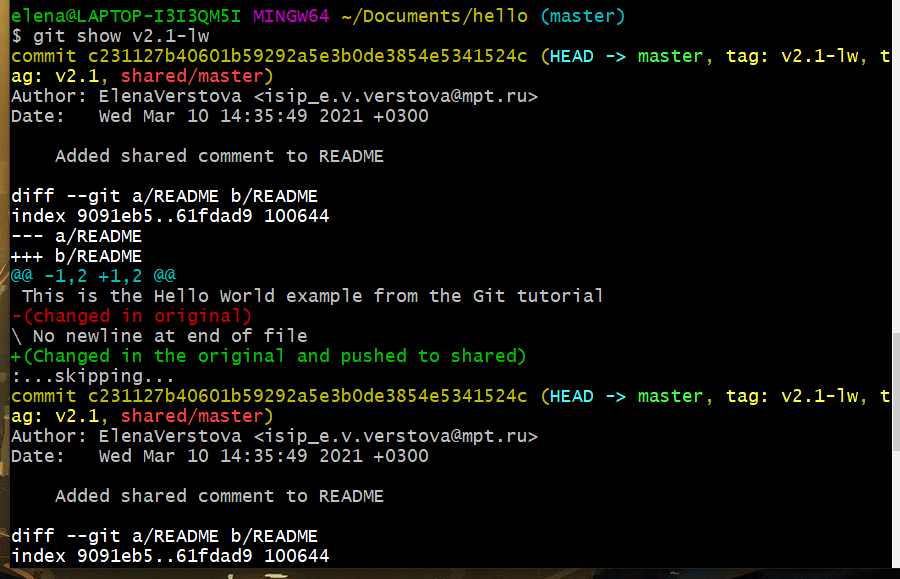 elena@LAPTOP-I3I3QM5I MINGW64 ~/Documents/hello (master)
$ git show v2.1-lw
commit c231127b40601b59292a5e3b0de3854e5341524c (HEAD -> master, tag: v2.1-lw, t
ag: v2.1, shared/master)
Author: ElenaVerstova <isip_e.v.verstova@mpt.ru>
Date:   Wed Mar 10 14:35:49 2021 +0300

    Added shared comment to README

diff --git a/README b/README
index 9091eb5..61fdad9 100644
--- a/README
+++ b/README
@@ -1,2 +1,2 @@
 This is the Hello World example from the Git tutorial
-(changed in original)
\ No newline at end of file
+(Changed in the original and pushed to shared)
:...skipping...
commit c231127b40601b59292a5e3b0de3854e5341524c (HEAD -> master, tag: v2.1-lw, t
ag: v2.1, shared/master)
Author: ElenaVerstova <isip_e.v.verstova@mpt.ru>
Date:   Wed Mar 10 14:35:49 2021 +0300

    Added shared comment to README

diff --git a/README b/README
index 9091eb5..61fdad9 100644